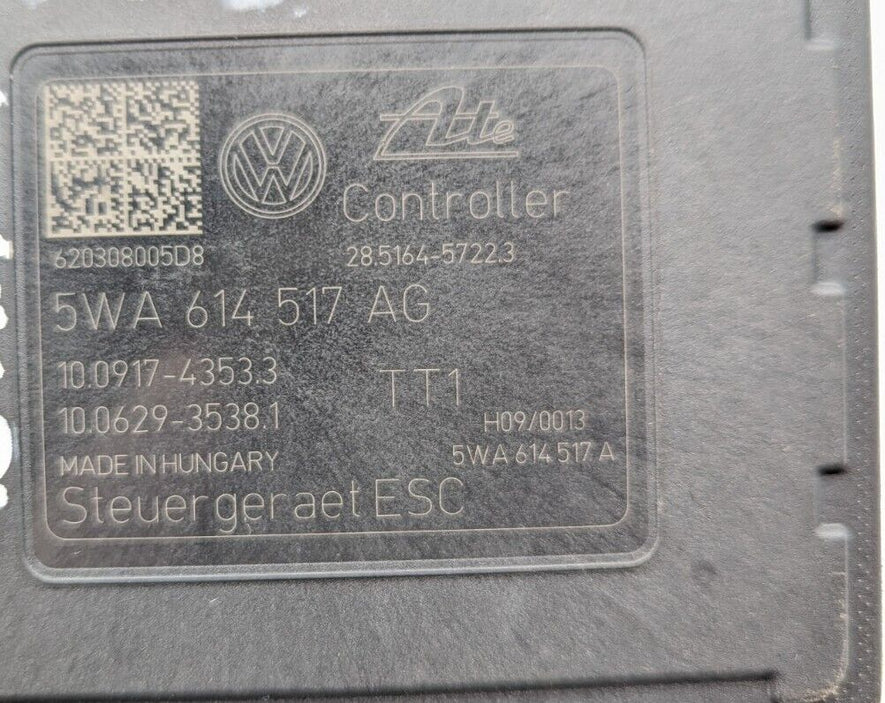 Ate
Controller
620308005D8
28.5164-5722.3
5WA 614 517 AG
10.0917-4353.3
TT1
10.0629-3538.1
H09/0013
MADE IN HUNGARY
5WA 614 517 A
Steuergeraet ESC